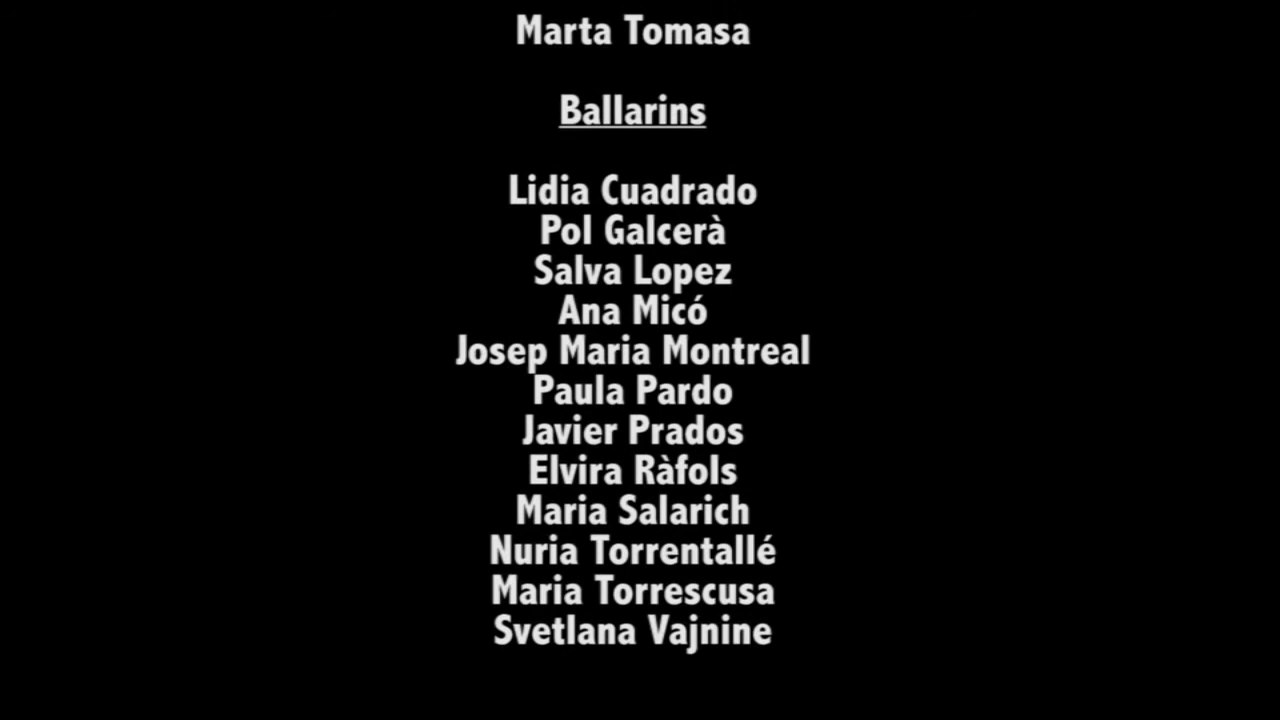 Marta Tomasa
Ballarins
Lidia Cuadrado
Pol Galcerà
Salva Lopez
Ana Micó
Josep Maria Montreal
Paula Pardo
Javier Prados
Elvira Ràfols
Maria Salarich
Nuria Torrentallé
Maria Torrescusa
Svetlana Vajnine